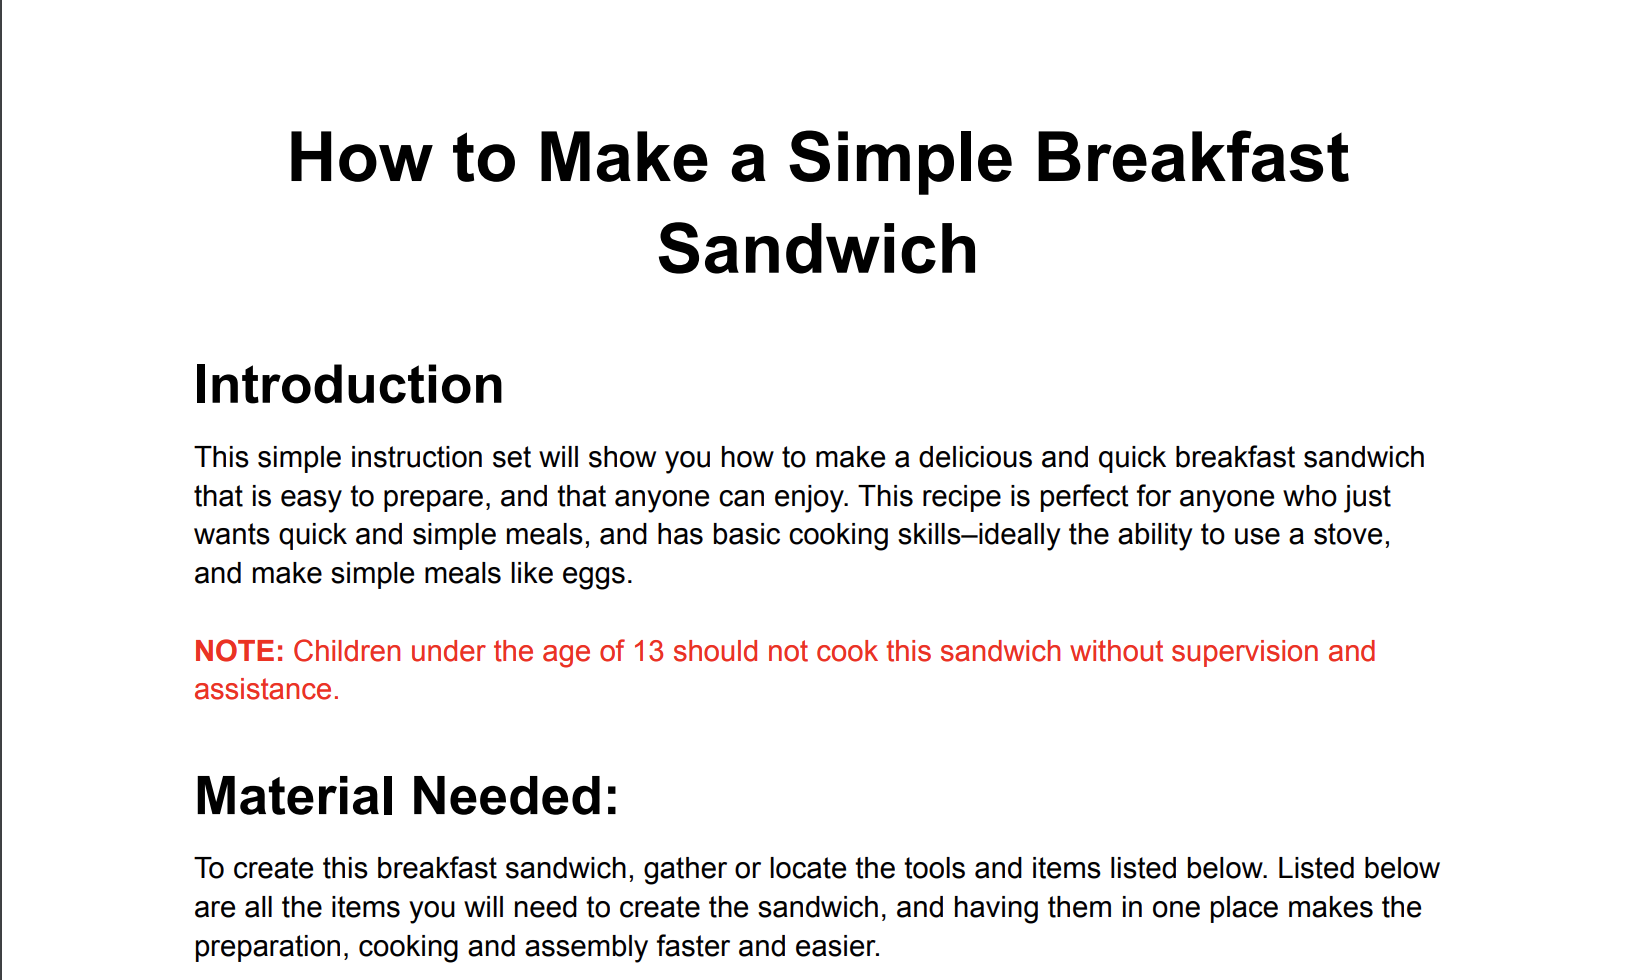 How to Make a Simple Breakfast
Sandwich
Introduction
This simple instruction set will show you how to make a delicious and quick breakfast sandwich
that is easy to prepare, and that anyone can enjoy. This recipe is perfect for anyone who just
wants quick and simple meals, and has basic cooking skills–ideally the ability to use a stove,
and make simple meals like eggs.
NOTE: Children under the age of 13 should not cook this sandwich without supervision and
assistance.
Material Needed:
To create this breakfast sandwich, gather or locate the tools and items listed below. Listed below
are all the items you will need to create the sandwich, and having them in one place makes the
preparation, cooking and assembly faster and easier.